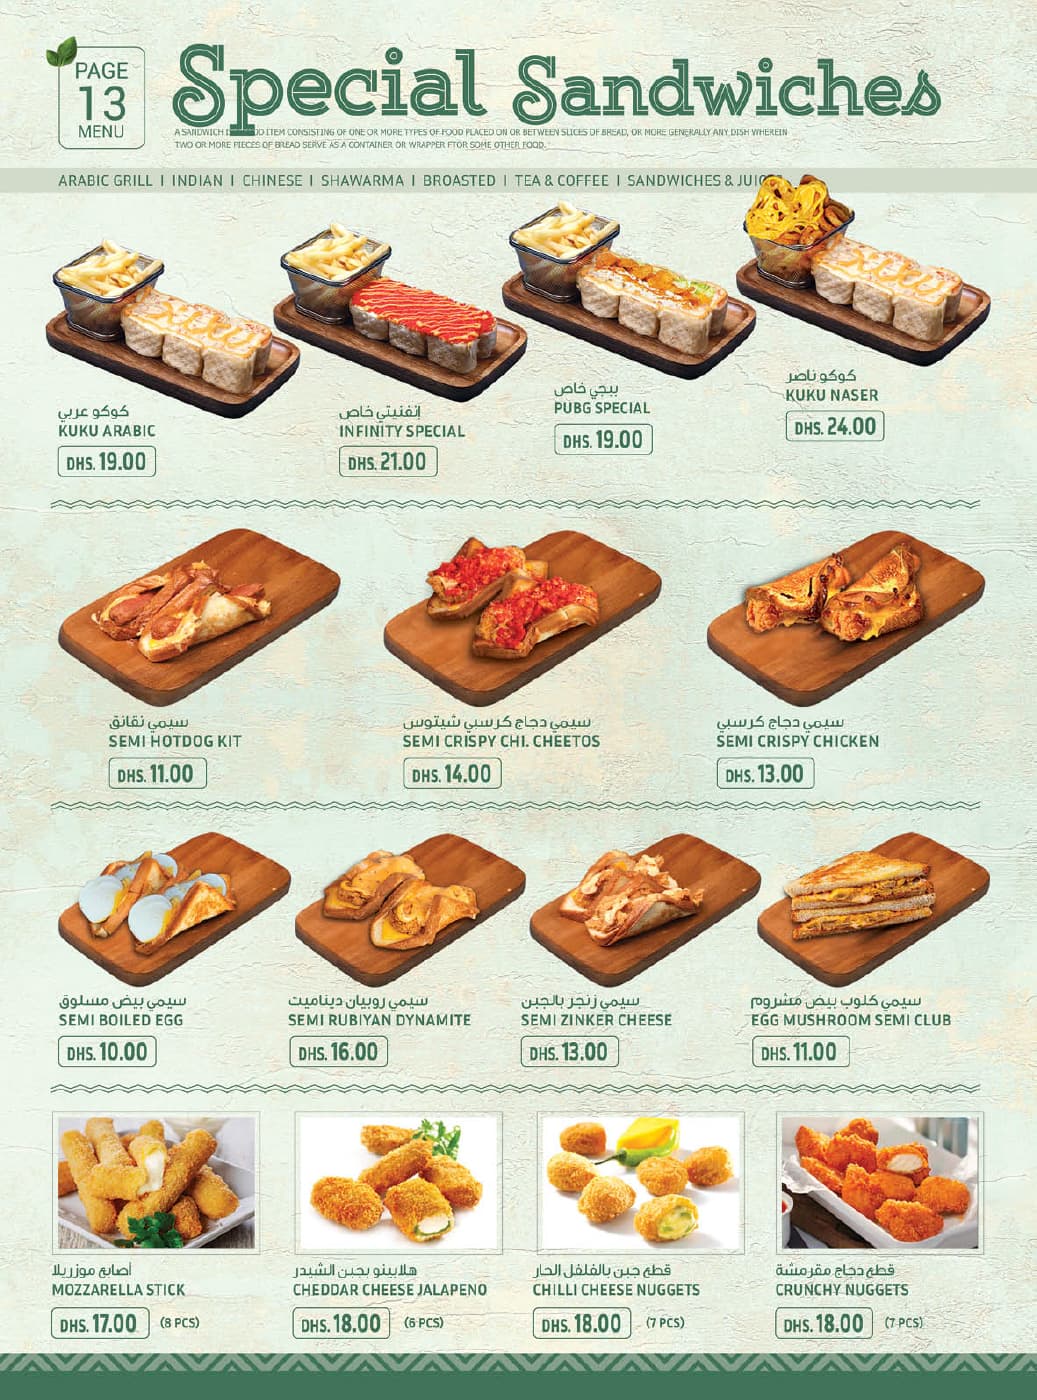 PAGE
13
MENU
Special Sandwiches
A SANDWICH IS FOOD ITEM CONSISTING OF ONE OR MORE TYPES OF FOOD PLACED ON OR BETWEEN SLICES OF BREAD, OR MORE GENERALLY ANY DISH WHEREIN
TWO OR MORE PIECES OF BREAD SERVE AS A CONTAINER OR WRAPPER FTOR SOME OTHER FOOD.
ARABIC GRILL I INDIAN I CHINESE I SHAWARMA I BROASTED I TEA & COFFEE I SANDWICHES & JUICES
كوكو عربي
KUKU ARABIC
DHS. 19.00
إنفنيتي خاص
INFINITY SPECIAL
DHS. 21.00
ببجي خاص
PUBG SPECIAL
DHS. 19.00
كوكو ناصر
KUKU NASER
DHS. 24.00
سيمي نقانق
SEMI HOTDOG KIT
DHS. 11.00
سيمي دجاج كرسبي شيتوس
SEMI CRISPY CHI. CHEETOS
DHS. 14.00
سيمي دجاج كرسبي
SEMI CRISPY CHICKEN
DHS. 13.00
سيمي بيض مسلوق
SEMI BOILED EGG
DHS. 10.00
سيمي روبيان ديناميت
SEMI RUBIYAN DYNAMITE
DHS. 16.00
سيمي زنجر بالجبن
SEMI ZINKER CHEESE
DHS. 13.00
سيمي كلوب بيض مشروم
EGG MUSHROOM SEMI CLUB
DHS. 11.00
أصابع موزريلا
MOZZARELLA STICK
DHS. 17.00 (8 PCS)
هلابينو بجبن الشيدر
CHEDDAR CHEESE JALAPENO
DHS. 18.00 (6 PCS)
قطع جبن بالفلفل الحار
CHILLI CHEESE NUGGETS
DHS. 18.00 (7 PCS)
قطع دجاج مقرمشة
CRUNCHY NUGGETS
DHS. 18.00 (7 PCS)